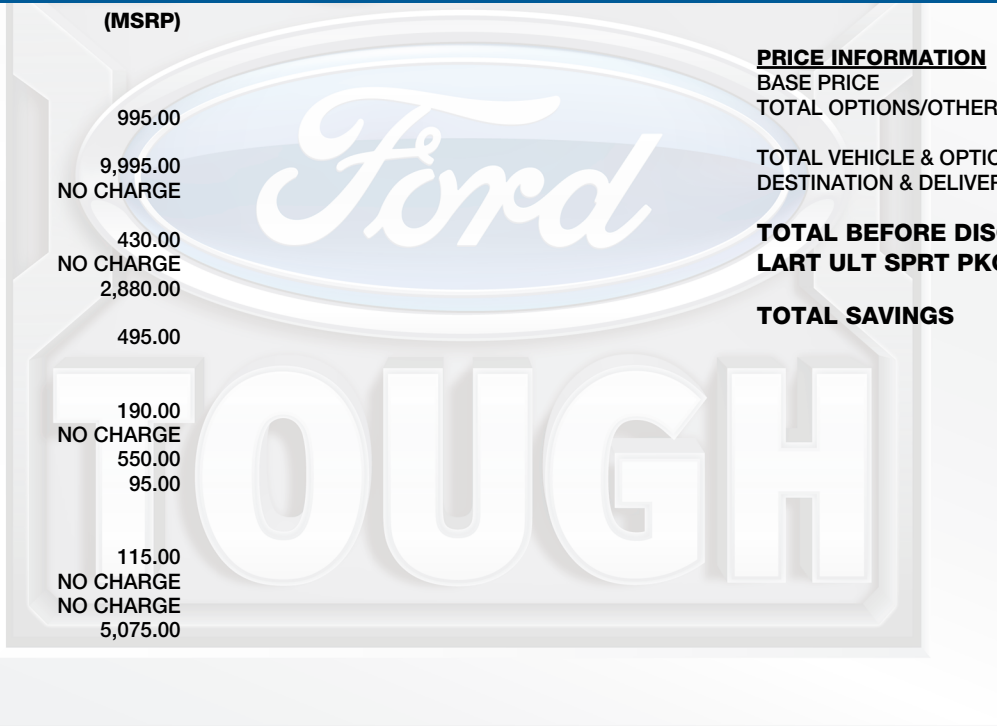 (MSRP)
995.00
9,995.00
NO CHARGE
430.00
NO CHARGE
2,880.00
495.00
190.00
NO CHARGE
550.00
95.00
115.00
NO CHARGE
NO CHARGE
5,075.00
PRICE INFORMATION
BASE PRICE
TOTAL OPTIONS/OTHER
TOTAL VEHICLE & OPTIO
DESTINATION & DELIVER
TOTAL BEFORE DIS
LART ULT SPRT PK
TOTAL SAVINGS
Ford
TOUGH